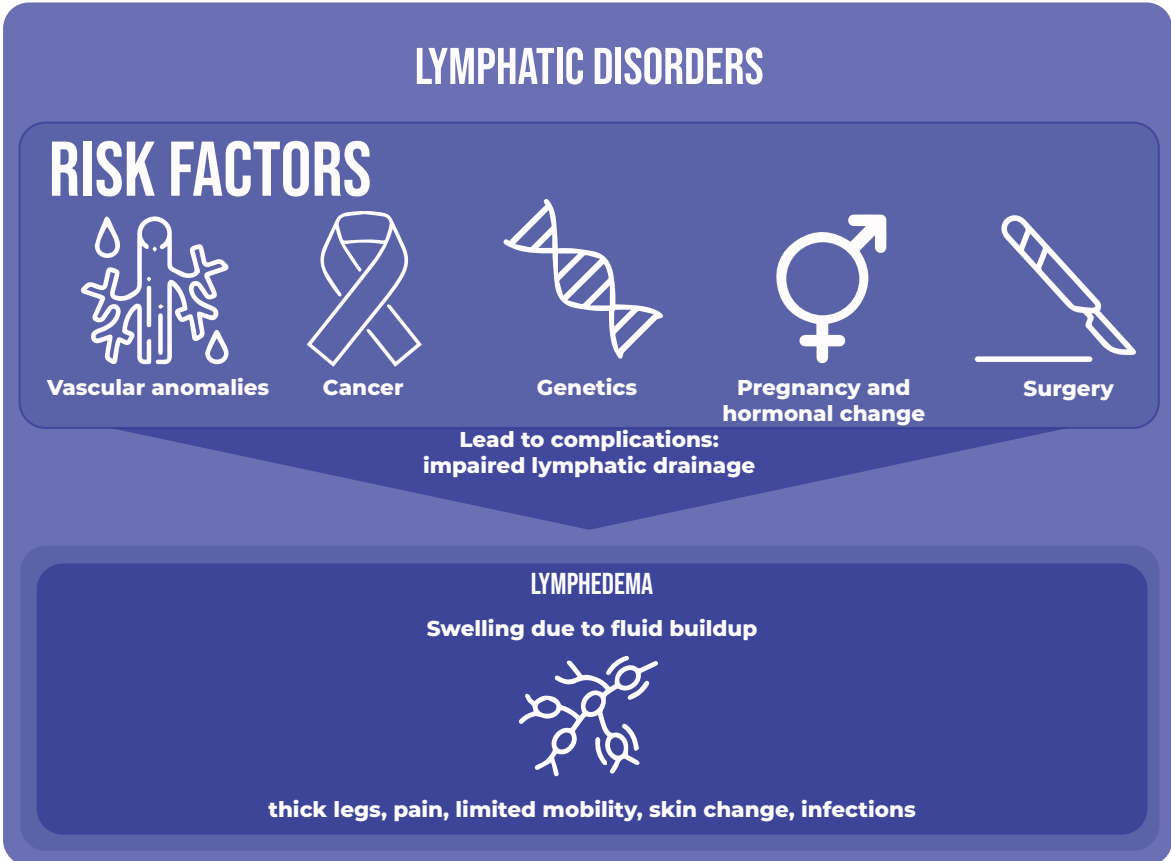 LYMPHATIC DISORDERS
RISK FACTORS
Vascular anomalies
Cancer
Genetics
Pregnancy and
hormonal change
Surgery
Lead to complications:
impaired lymphatic drainage
LYMPHEDEMA
Swelling due to fluid buildup
thick legs, pain, limited mobility, skin change, infections